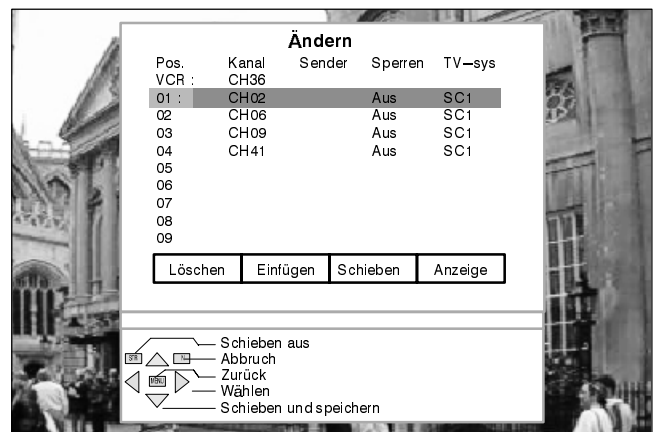 Ändern
Pos. Kanal Sender Sperren TV-sys
VCR : CH36
01 : CH02 Aus SC1
02 CH06 Aus SC1
03 CH09 Aus SC1
04 CH41 Aus SC1
05
06
07
08
09
Löschen Einfügen Schieben Anzeige
Schieben aus
STR
Abbruch
Zurück
MENU
Wählen
Schieben und speichern